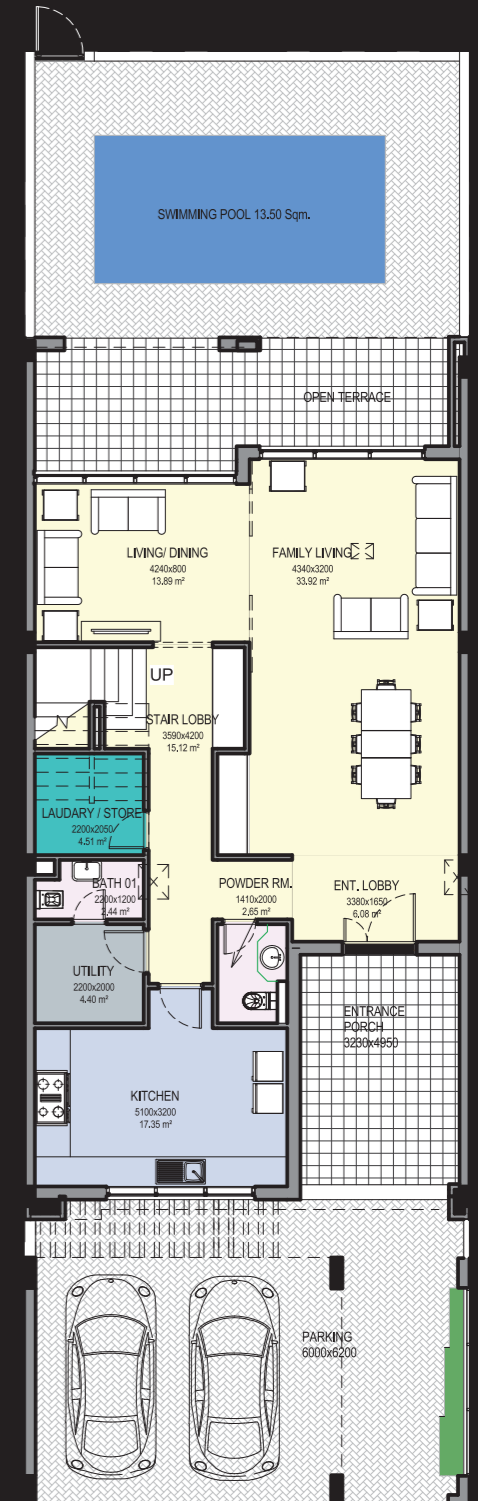 SWIMMING POOL 13.50 Sqm.
OPEN TERRACE
LIVING/ DINING
4240x800
13.89 m²
FAMILY LIVING
4340x3200
33.92 m²
UP
STAIR LOBBY
3590x4200
15,12 m²
LAUDARY / STORE
2200x2050
4.51 m²
BATH 01
2200x1200
2.44 m²
POWDER RM.
1410x2000
2,65 m²
ENT. LOBBY
3380x1650
6,08 m²
UTILITY
2200x2000
4.40 m²
ENTRANCE
PORCH
3230x4950
KITCHEN
5100x3200
17.35 m²
PARKING
6000x6200